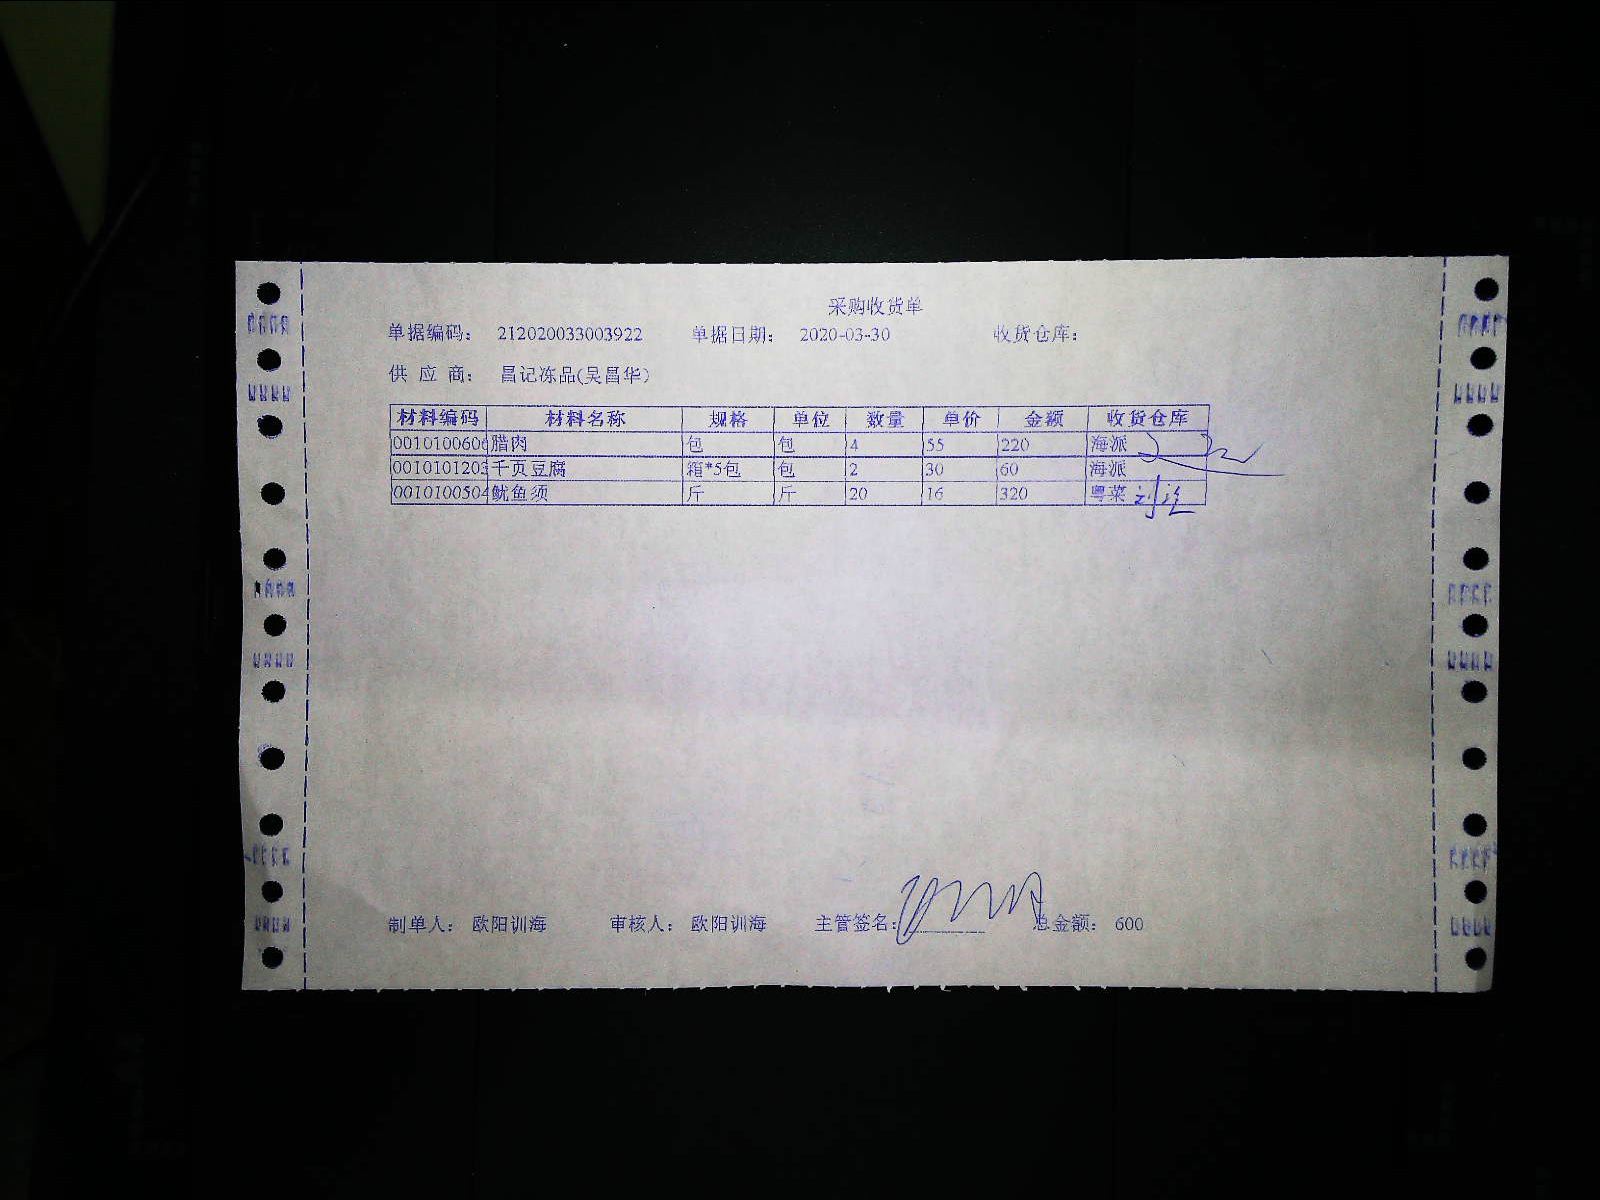 采购收货单
单据编码： 212020033003922 单据日期： 2020-03-30 收货仓库：
供 应 商： 昌记冻品(吴昌华)
材料编码 材料名称 规格 单位 数量 单价 金额 收货仓库
001010060 腊肉 包 包 4 55 220 海派
0010101203 千页豆腐 箱*5包 包 2 30 60 海派
0010100504 鱿鱼须 斤 斤 20 16 320 粤菜
制单人： 欧阳训海 审核人： 欧阳训海 主管签名： 总金额： 600